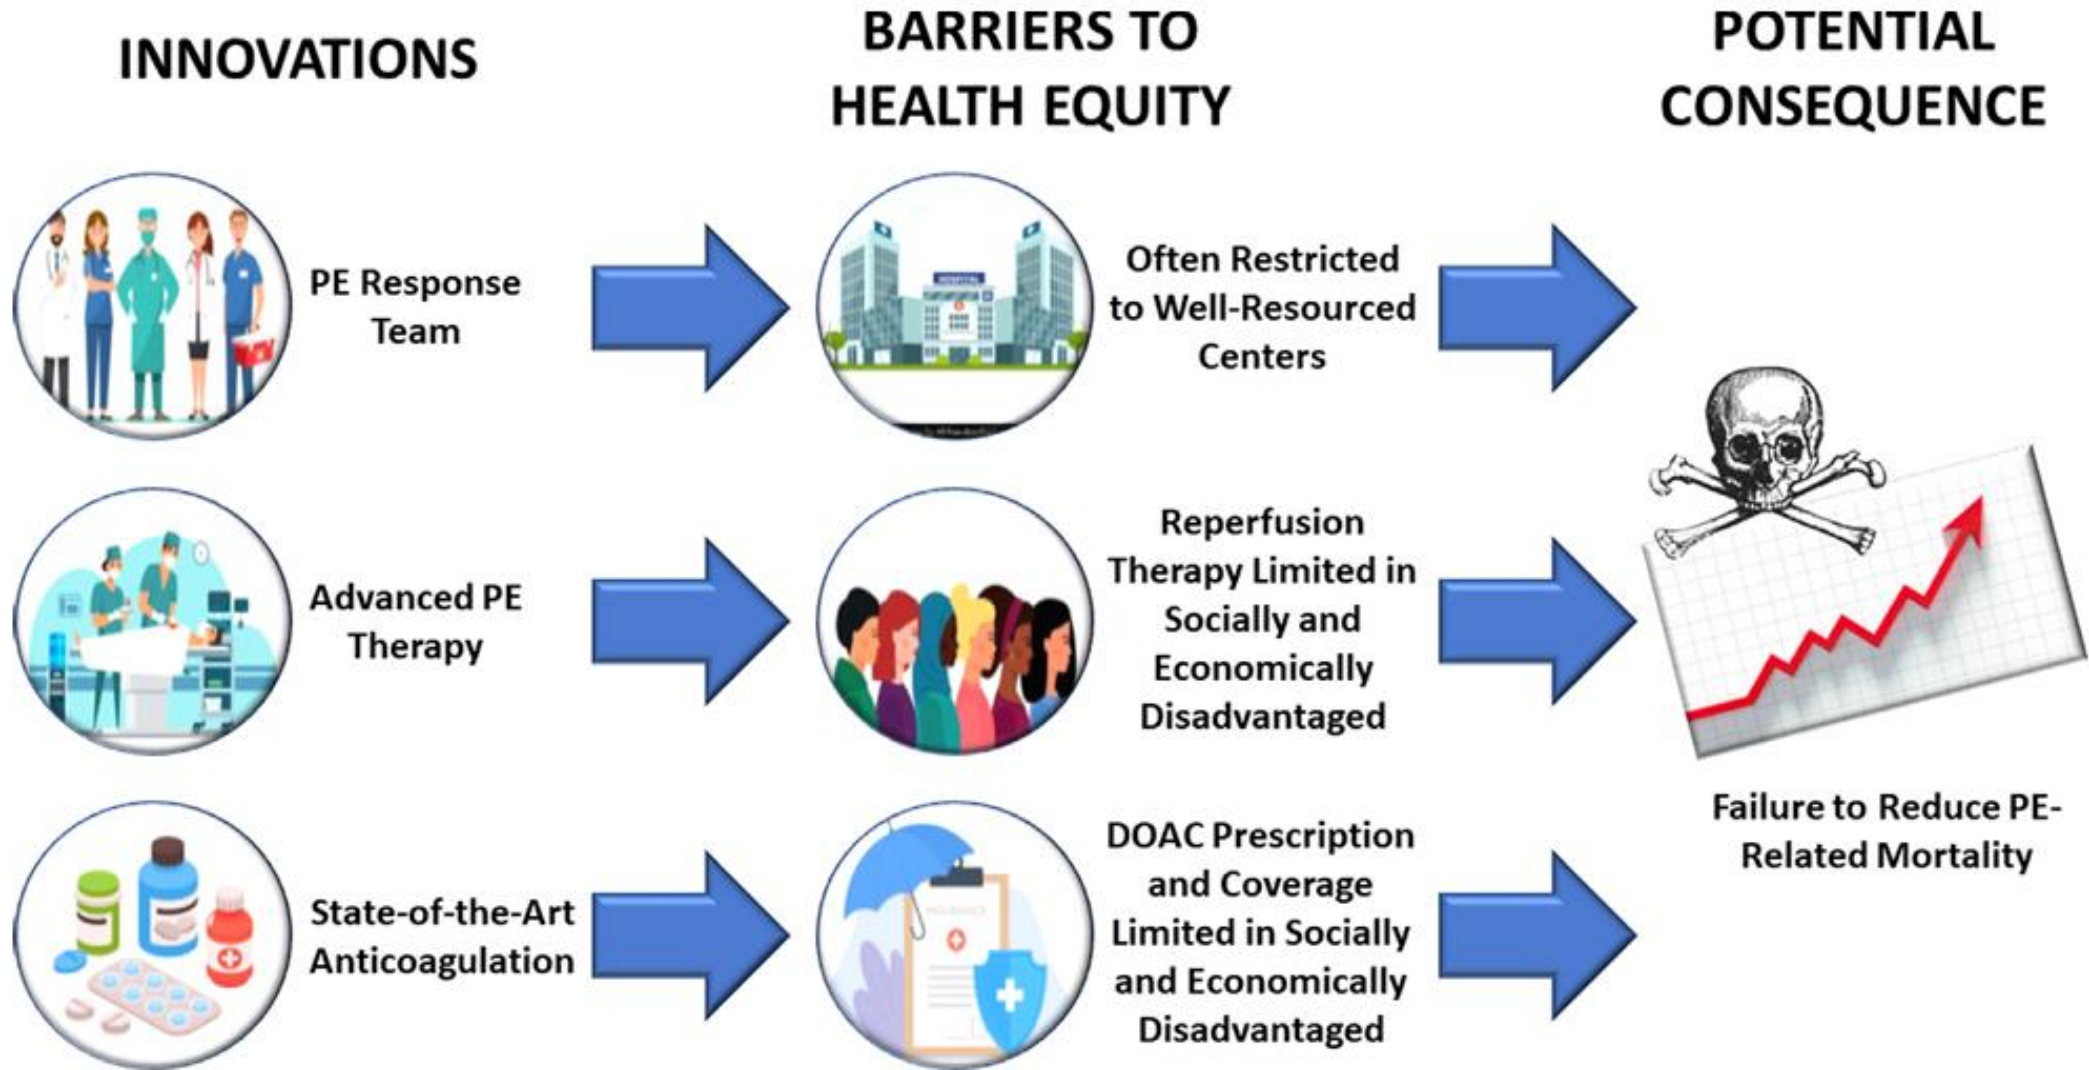 INNOVATIONS
BARRIERS TO
HEALTH EQUITY
POTENTIAL
CONSEQUENCE
PE Response
Team
HOSPITAL
Often Restricted
to Well-Resourced
Centers
Advanced PE
Therapy
Reperfusion
Therapy Limited in
Socially and
Economically
Disadvantaged
State-of-the-Art
Anticoagulation
INSURANCE
DOAC Prescription
and Coverage
Limited in Socially
and Economically
Disadvantaged
Failure to Reduce PE-
Related Mortality